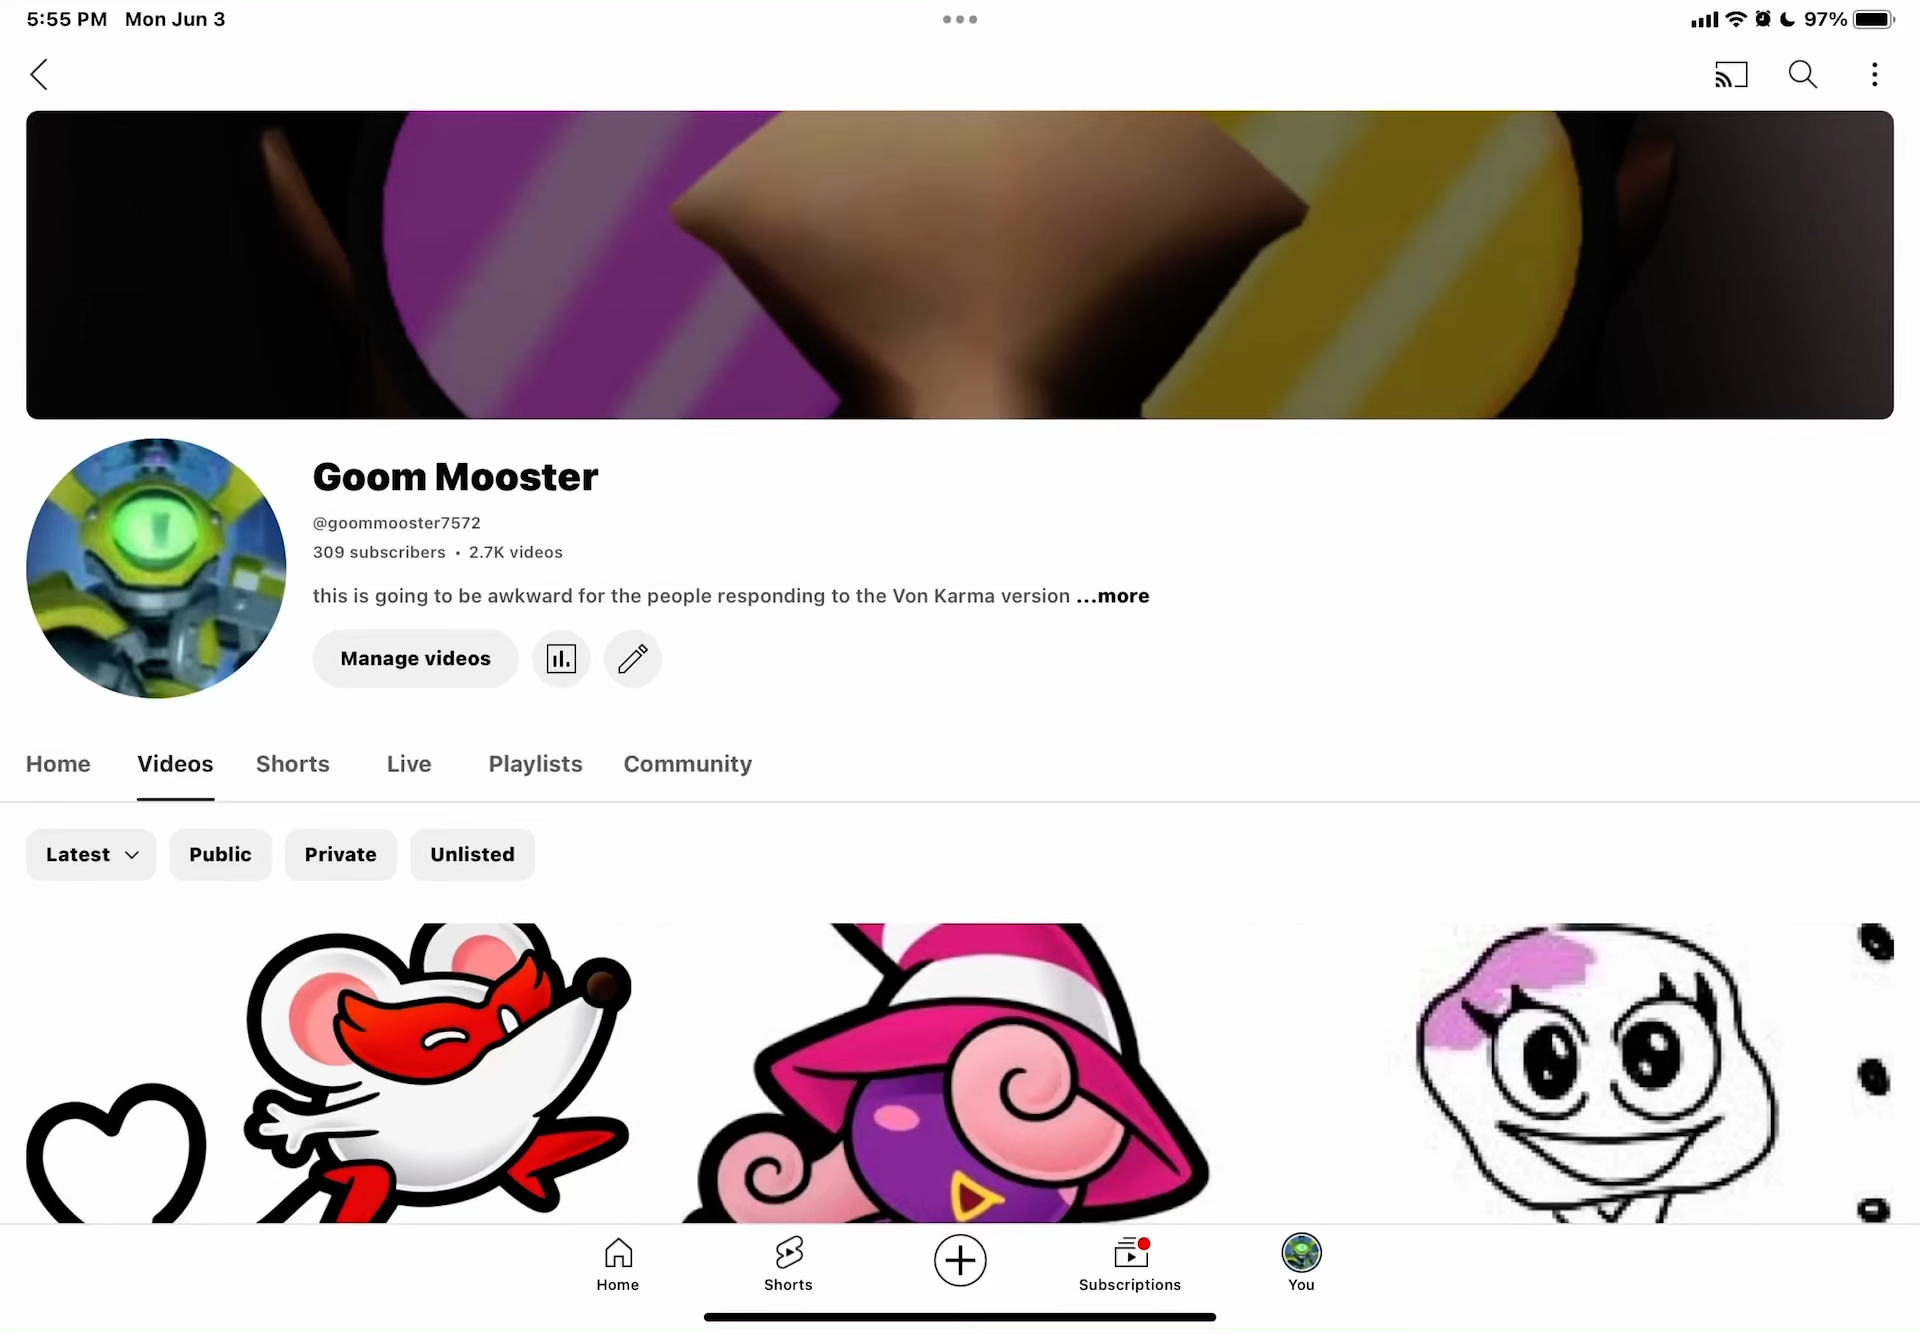 5:55 PM Mon Jun 3
97%
Goom Mooster
@goommooster7572
309 subscribers • 2.7K videos
this is going to be awkward for the people responding to the Von Karma version ...more
Manage videos
Home Videos Shorts Live Playlists Community
Latest Public Private Unlisted
Home Shorts Subscriptions You